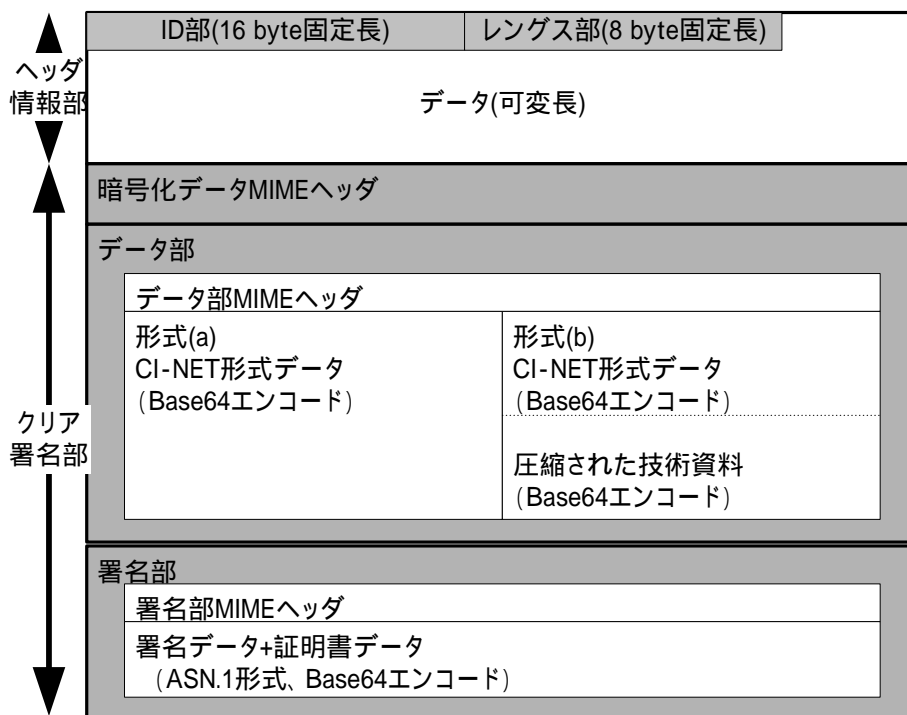 ID部(16 byte固定長)
レングス部(8 byte固定長)
ヘッダ
情報部
データ(可変長)
暗号化データMIMEヘッダ
データ部
データ部MIMEヘッダ
形式(a)
CI-NET形式データ
(Base64エンコード)
形式(b)
CI-NET形式データ
(Base64エンコード)
圧縮された技術資料
(Base64エンコード)
クリア
署名部
署名部
署名部MIMEヘッダ
署名データ+証明書データ
(ASN.1形式、Base64エンコード)